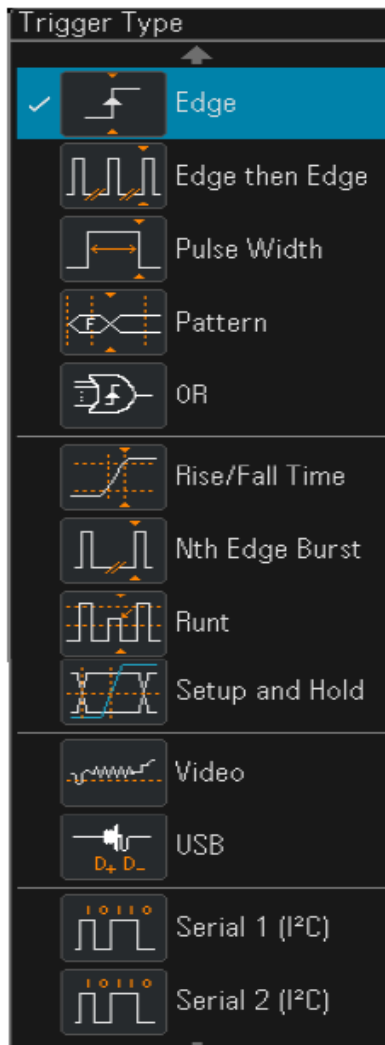 Trigger Type
Edge
Edge then Edge
Pulse Width
F
Pattern
OR
Rise/Fall Time
Nth Edge Burst
Runt
Setup and Hold
Video
D+ D-
USB
I O I I O
Serial 1 (I²C)
I O I I O
Serial 2 (I²C)